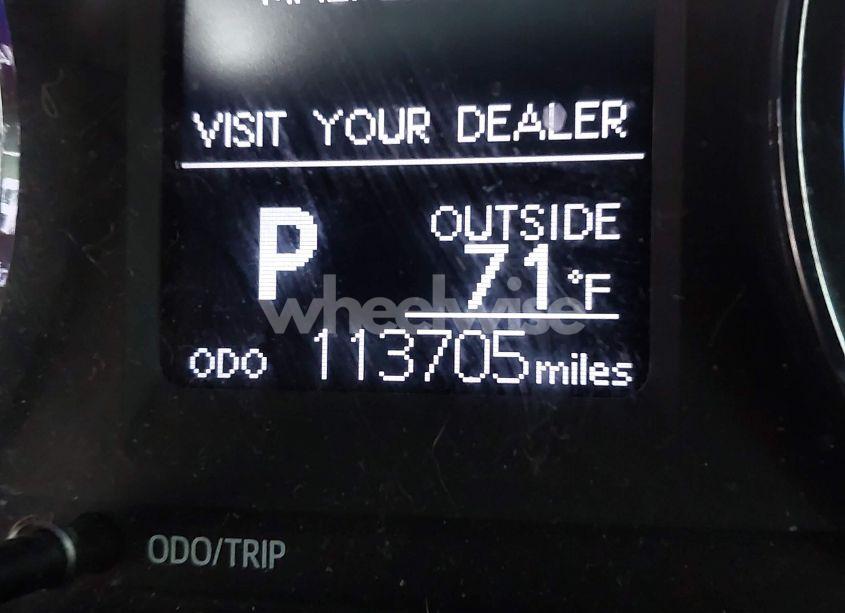 VISIT YOUR DEALER
P
OUTSIDE
71°F
wheelwise
ODO 113705 miles
ODO/TRIP